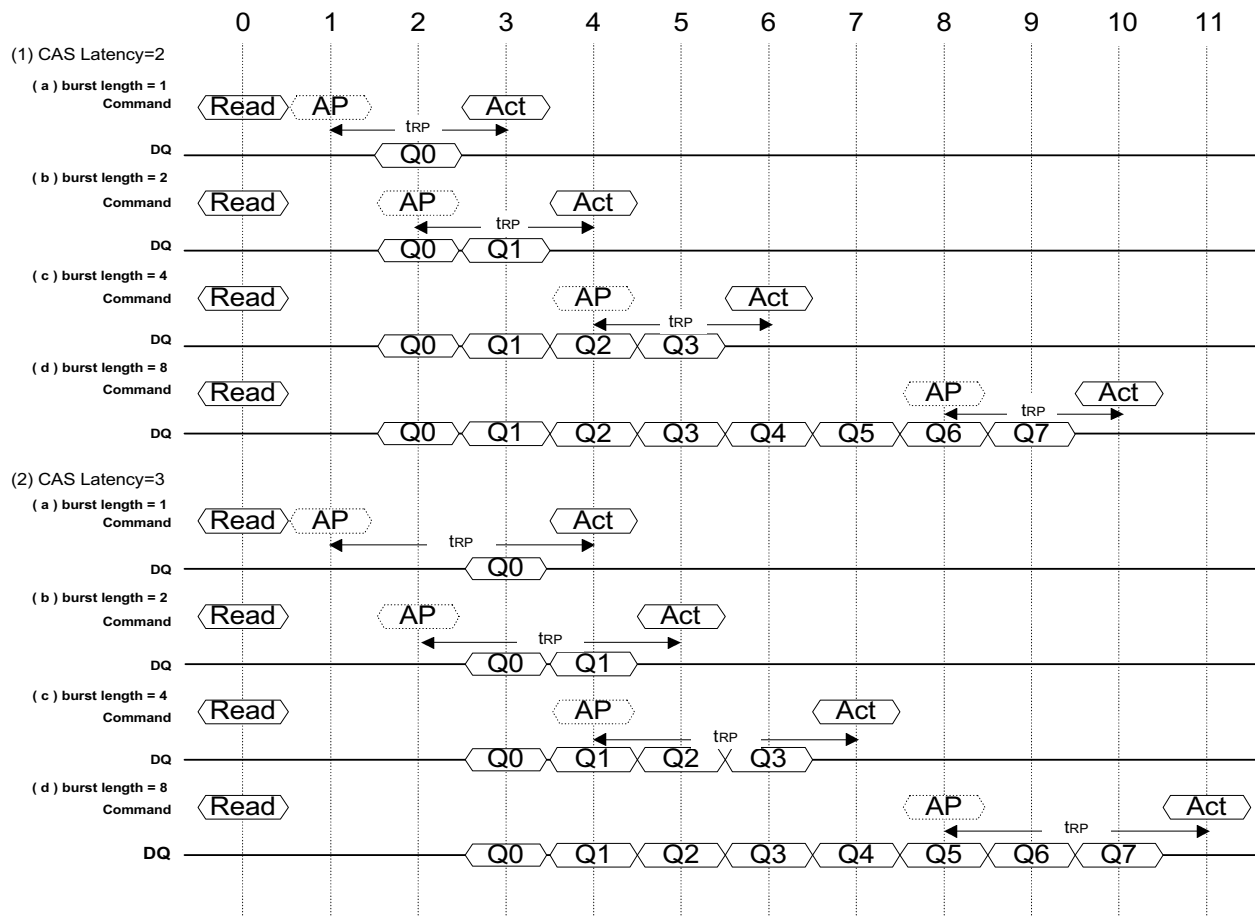 0 1 2 3 4 5 6 7 8 9 10 11
(1) CAS Latency=2
( a ) burst length = 1
Command Read AP Act
tRP
DQ Q0
( b ) burst length = 2
Command Read AP Act
tRP
DQ Q0 Q1
( c ) burst length = 4
Command Read AP Act
tRP
DQ Q0 Q1 Q2 Q3
( d ) burst length = 8
Command Read AP Act
tRP
DQ Q0 Q1 Q2 Q3 Q4 Q5 Q6 Q7
(2) CAS Latency=3
( a ) burst length = 1
Command Read AP Act
tRP
DQ Q0
( b ) burst length = 2
Command Read AP Act
tRP
DQ Q0 Q1
( c ) burst length = 4
Command Read AP Act
tRP
DQ Q0 Q1 Q2 Q3
( d ) burst length = 8
Command Read AP Act
tRP
DQ Q0 Q1 Q2 Q3 Q4 Q5 Q6 Q7